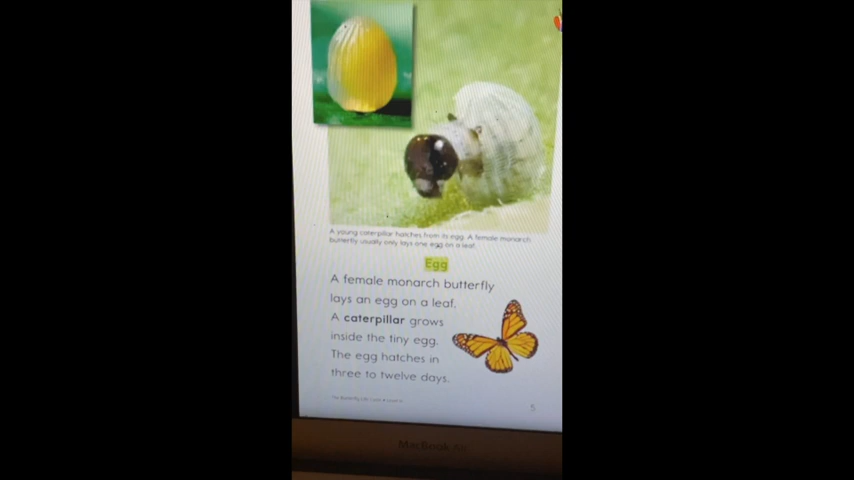 A young caterpillar hatches from its egg. A female monarch
butterfly usually only lays one egg on a leaf.
Egg
A female monarch butterfly
lays an egg on a leaf.
A caterpillar grows
inside the tiny egg.
The egg hatches in
three to twelve days.
5
MacBook Air